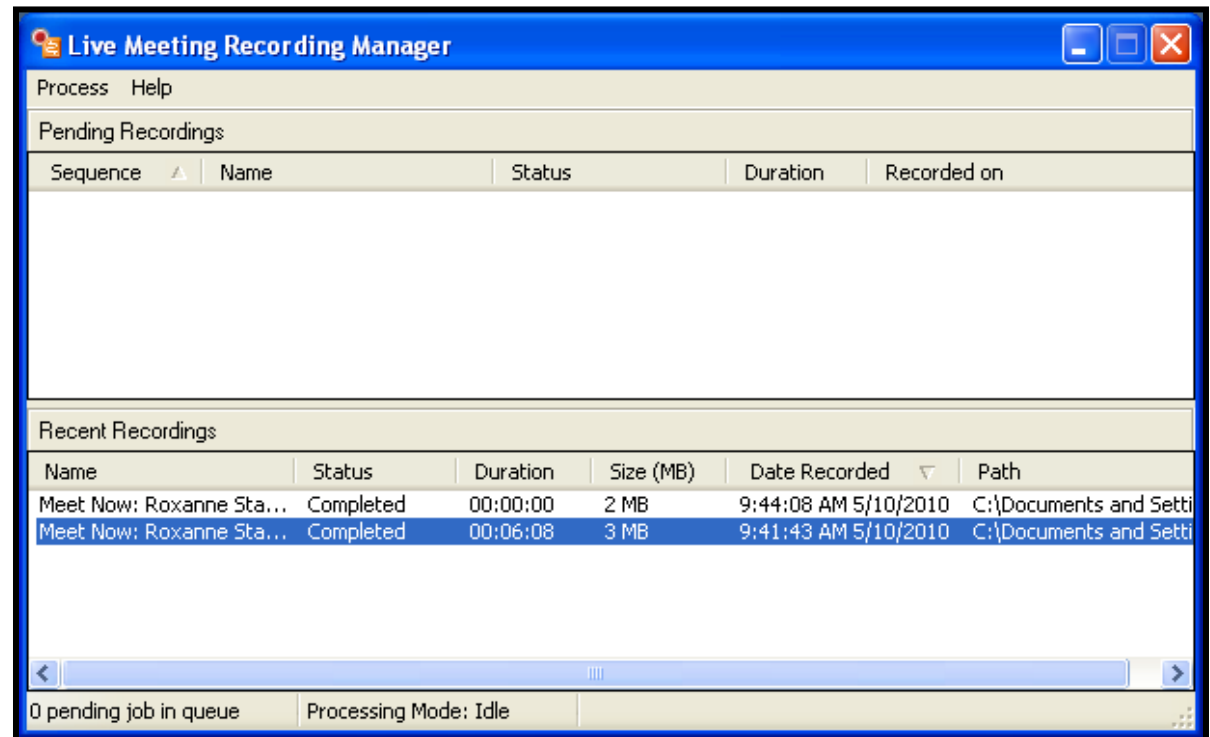 Live Meeting Recording Manager
Process Help
Pending Recordings
Sequence Name Status Duration Recorded on
Recent Recordings
Name Status Duration Size (MB) Date Recorded Path
Meet Now: Roxanne Sta... Completed 00:00:00 2 MB 9:44:08 AM 5/10/2010 C:\Documents and Setti
Meet Now: Roxanne Sta... Completed 00:06:08 3 MB 9:41:43 AM 5/10/2010 C:\Documents and Setti
0 pending job in queue Processing Mode: Idle